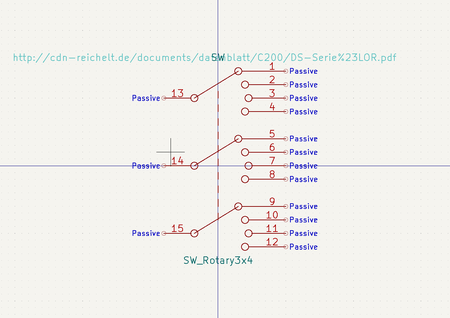 http://cdn-reichelt.de/documents/datenblatt/C200/DS-Serie%23LOR.pdf
SW
1 Passive
13 Passive
2 Passive
3 Passive
4 Passive
5 Passive
6 Passive
14 Passive
7 Passive
8 Passive
9 Passive
10 Passive
15 Passive
11 Passive
12 Passive
SW_Rotary3x4